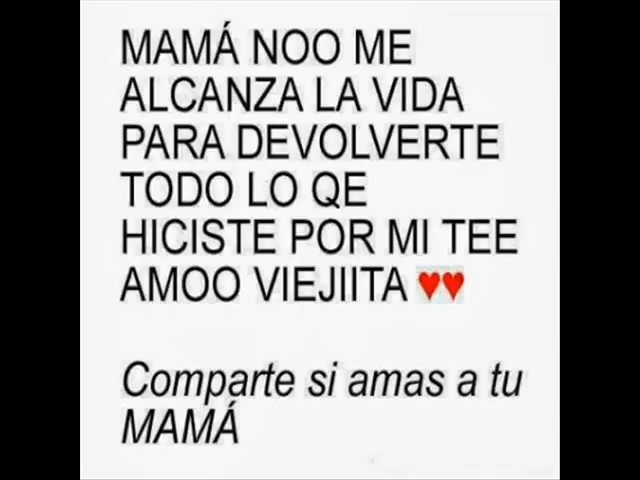 MAMÁ NOO ME
ALCANZA LA VIDA
PARA DEVOLVERTE
TODO LO QE
HICISTE POR MI TEE
AMOO VIEJIITA ♥♥
Comparte si amas a tu
MAMÁ